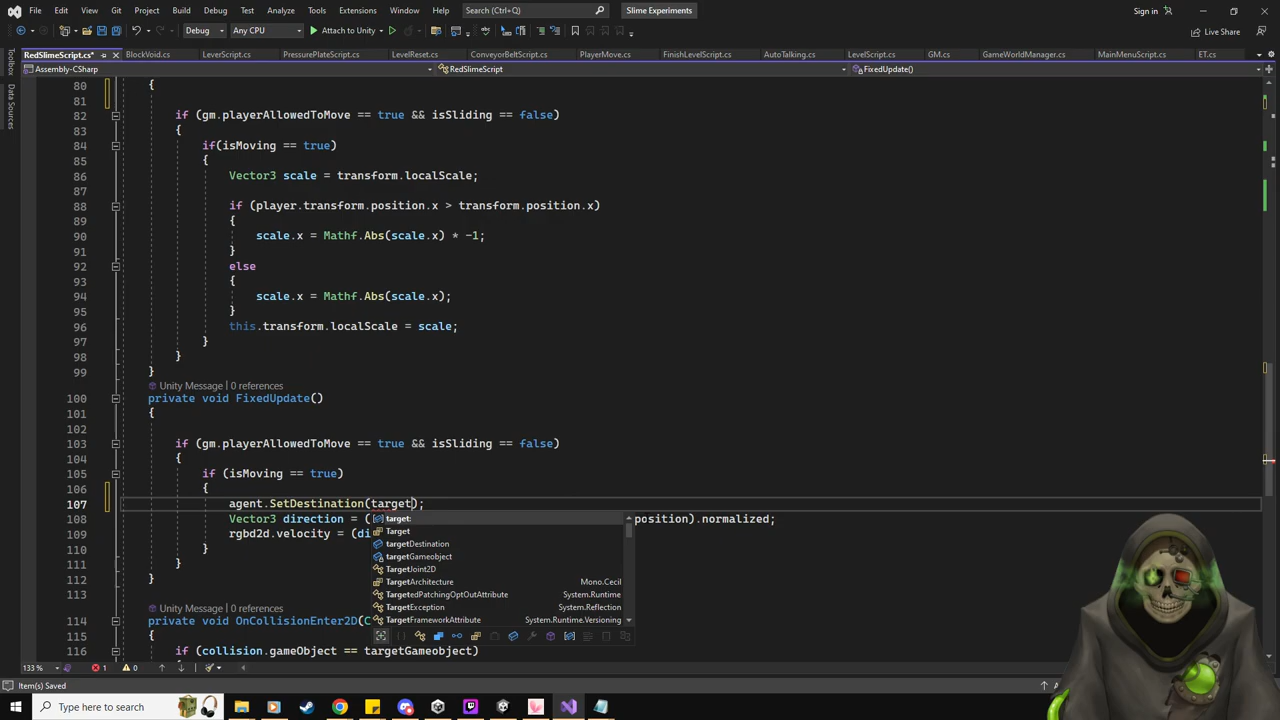 File Edit View Git Project Build Debug Test Analyze Tools Extensions Window Help Search (Ctrl+Q) Slime Experiments Sign in
Debug Any CPU Attach to Unity Live Share
RedSlimeScript.cs* BlockVoid.cs LeverScript.cs PressurePlateScript.cs LevelReset.cs ConveyorBeltScript.cs PlayerMove.cs FinishLevelScript.cs AutoTalking.cs LevelScript.cs GM.cs GameWorldManager.cs MainMenuScript.cs ET.cs
Assembly-CSharp RedSlimeScript FixedUpdate()
Toolbox
Data Sources
80 {
81
82 if (gm.playerAllowedToMove == true && isSliding == false)
83 {
84 if(isMoving == true)
85 {
86 Vector3 scale = transform.localScale;
87
88 if (player.transform.position.x > transform.position.x)
89 {
90 scale.x = Mathf.Abs(scale.x) * -1;
91 }
92 else
93 {
94 scale.x = Mathf.Abs(scale.x);
95 }
96 this.transform.localScale = scale;
97 }
98 }
99 }
Unity Message | 0 references
100 private void FixedUpdate()
101 {
102
103 if (gm.playerAllowedToMove == true && isSliding == false)
104 {
105 if (isMoving == true)
106 {
107 agent.SetDestination(target);
108 Vector3 direction = ( position).normalized;
109 rgbd2d.velocity = (di
110 }
111 }
112 }
113
Unity Message | 0 references
114 private void OnCollisionEnter2D(C
115 {
116 if (collision.gameObject == targetGameobject)
target:
Target
targetDestination
targetGameobject
TargetJoint2D
TargetArchitecture Mono.Cecil
TargetedPatchingOptOutAttribute System.Runtime
TargetException System.Reflection
TargetFrameworkAttribute System.Runtime.Versioning
133 % 1 0
Item(s) Saved
Type here to search